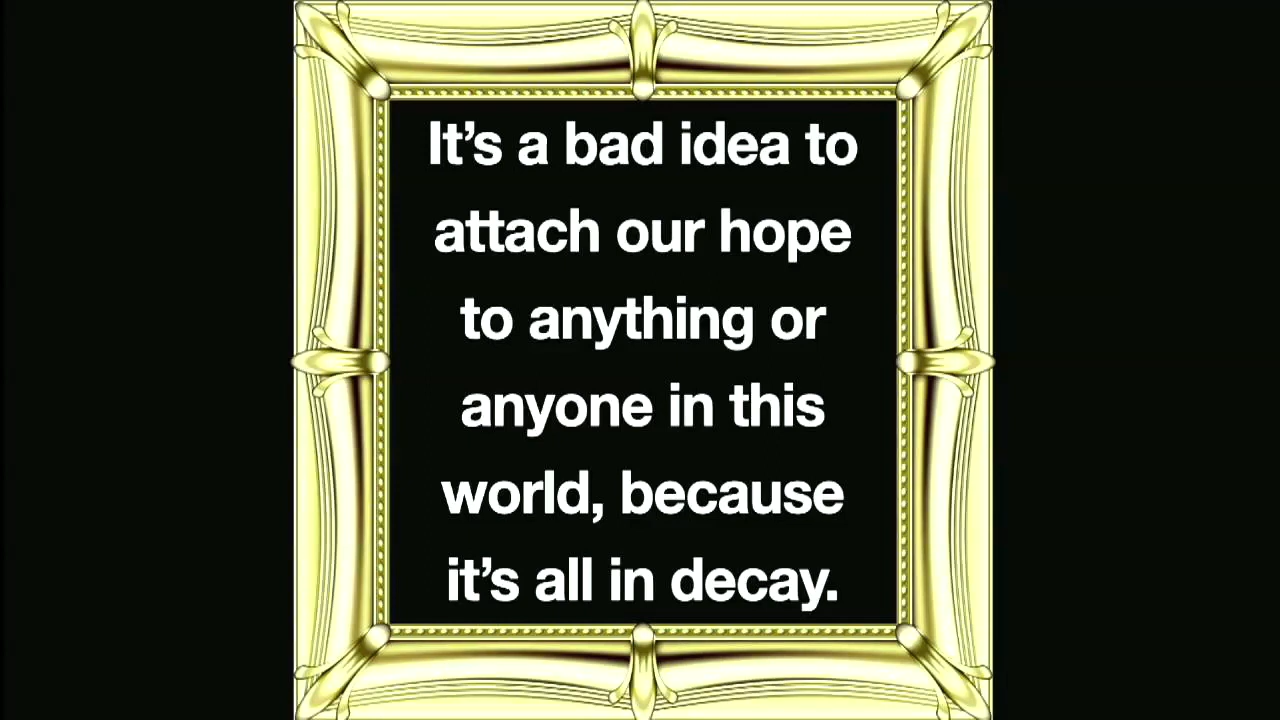 It’s a bad idea to
attach our hope
to anything or
anyone in this
world, because
it’s all in decay.